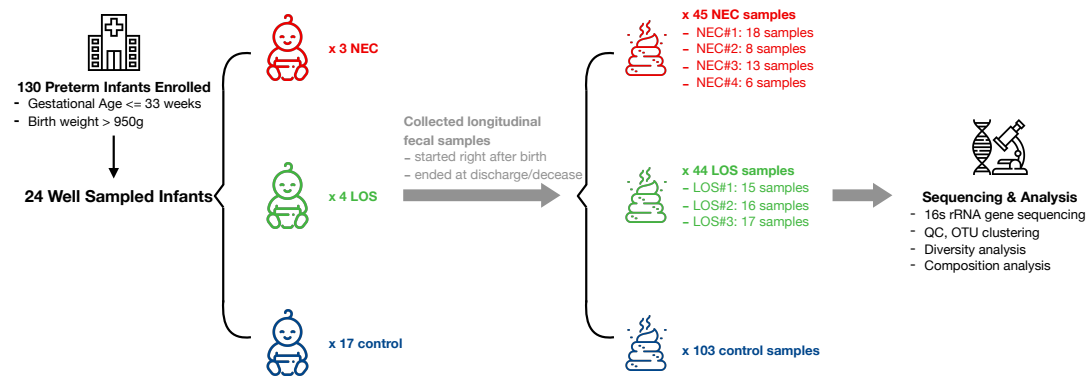 130 Preterm Infants Enrolled
- Gestational Age <= 33 weeks
- Birth weight > 950g
24 Well Sampled Infants
x 3 NEC
x 4 LOS
x 17 control
Collected longitudinal
fecal samples
- started right after birth
- ended at discharge/decease
x 45 NEC samples
- NEC#1: 18 samples
- NEC#2: 8 samples
- NEC#3: 13 samples
- NEC#4: 6 samples
x 44 LOS samples
- LOS#1: 15 samples
- LOS#2: 16 samples
- LOS#3: 17 samples
x 103 control samples
Sequencing & Analysis
- 16s rRNA gene sequencing
- QC, OTU clustering
- Diversity analysis
- Composition analysis